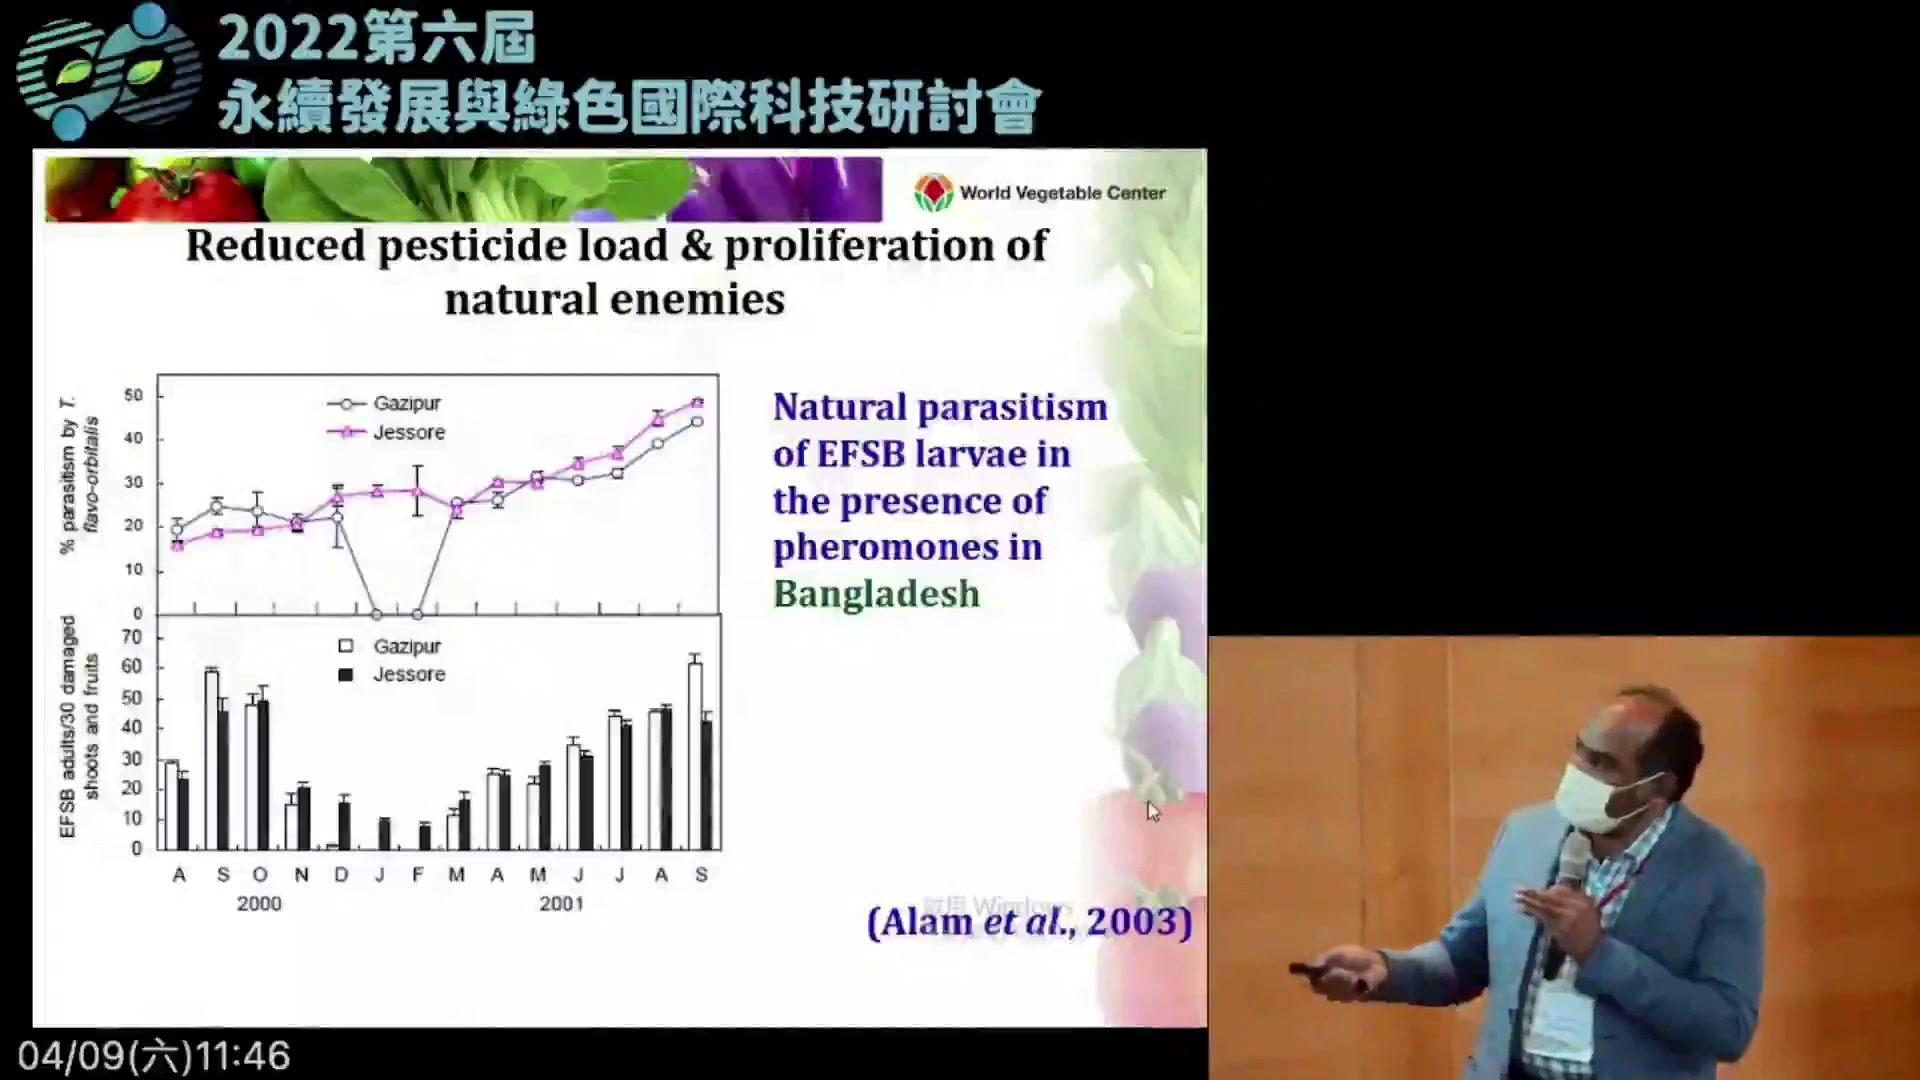 2022第六屆
永續發展與綠色國際科技研討會
World Vegetable Center
Reduced pesticide load & proliferation of
natural enemies
% parasitism by T.
flavo-orbitalis
50
40
30
20
10
0
Gazipur
Jessore
EFSB adults/30 damaged
shoots and fruits
70
60
50
40
30
20
10
0
Gazipur
Jessore
A S O N D J F M A M J J A S
2000 2001
Natural parasitism
of EFSB larvae in
the presence of
pheromones in
Bangladesh
啟用 Windows
(Alam et al., 2003)
04/09(六)11:46